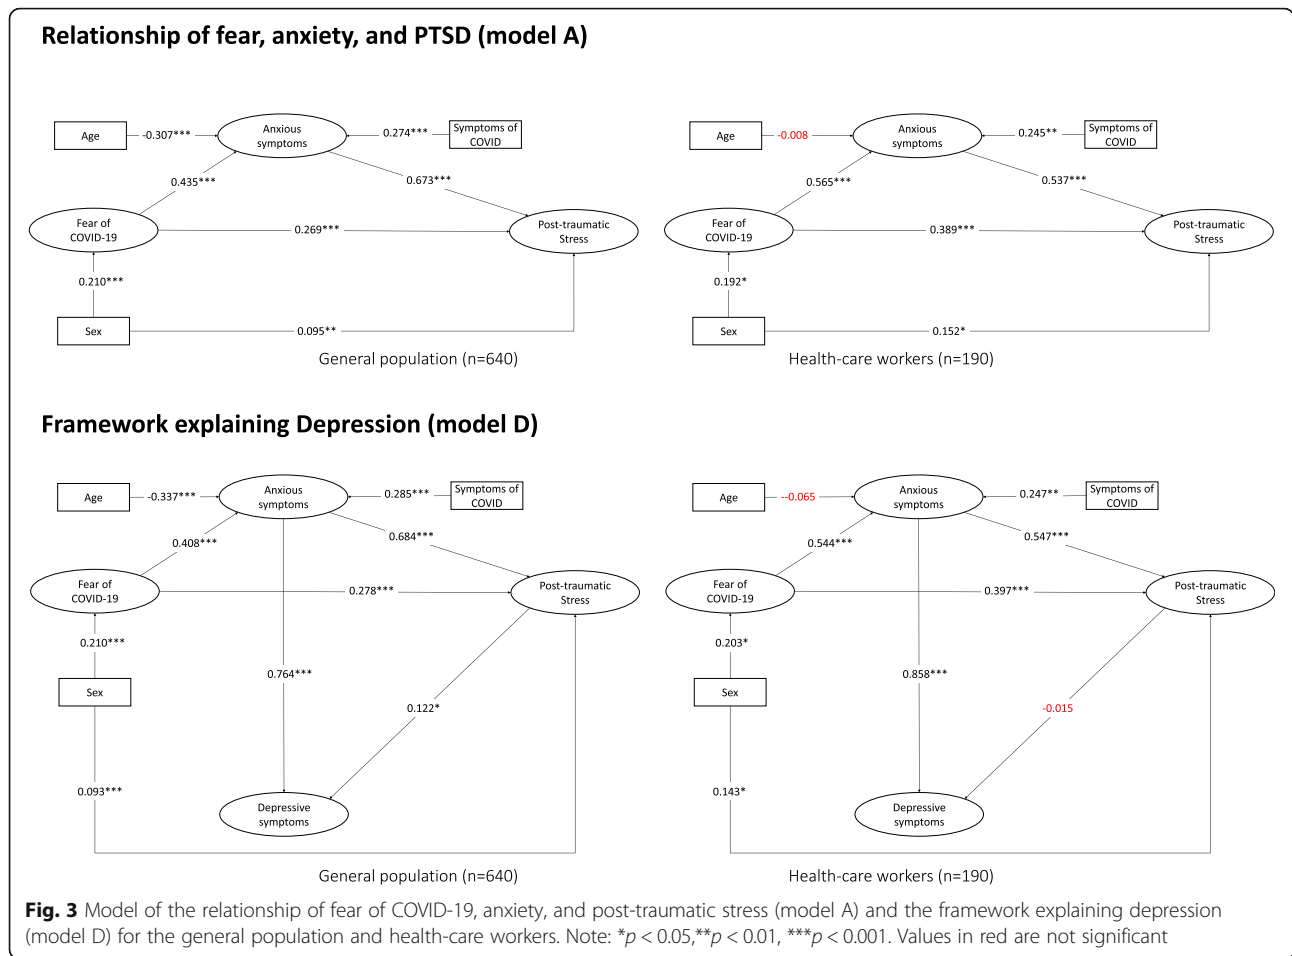 Relationship of fear, anxiety, and PTSD (model A)
Age
-0.307***
Anxious
symptoms
0.274***
Symptoms of
COVID
0.435***
0.673***
Fear of
COVID-19
0.269***
Post-traumatic
Stress
0.210***
Sex
0.095**
General population (n=640)
Age
-0.008
Anxious
symptoms
0.245**
Symptoms of
COVID
0.565***
0.537***
Fear of
COVID-19
0.389***
Post-traumatic
Stress
0.192*
Sex
0.152*
Health-care workers (n=190)
Framework explaining Depression (model D)
Age
-0.337***
Anxious
symptoms
0.285***
Symptoms of
COVID
0.408***
0.684***
Fear of
COVID-19
0.278***
Post-traumatic
Stress
0.210***
Sex
0.764***
0.122*
0.093***
Depressive
symptoms
General population (n=640)
Age
--0.065
Anxious
symptoms
0.247**
Symptoms of
COVID
0.544***
0.547***
Fear of
COVID-19
0.397***
Post-traumatic
Stress
0.203*
Sex
0.858***
-0.015
0.143*
Depressive
symptoms
Health-care workers (n=190)
Fig. 3 Model of the relationship of fear of COVID-19, anxiety, and post-traumatic stress (model A) and the framework explaining depression
(model D) for the general population and health-care workers. Note: *p < 0.05,**p < 0.01, ***p < 0.001. Values in red are not significant